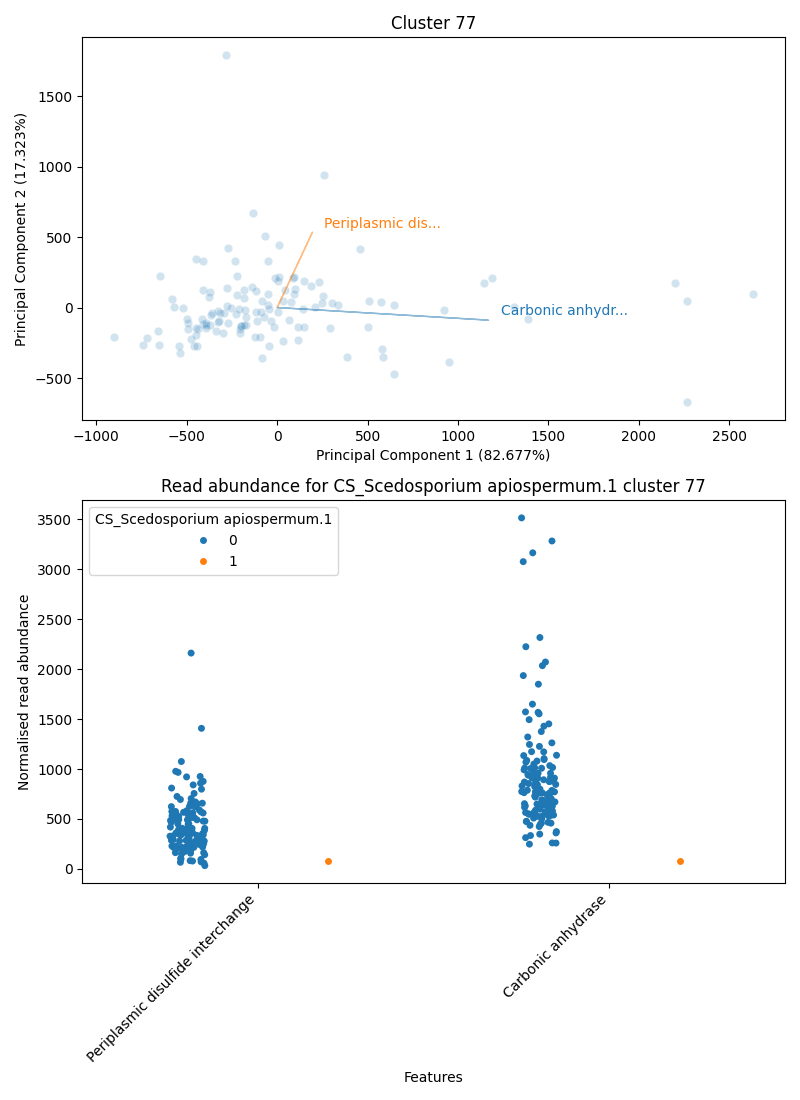 Cluster 77
Principal Component 2 (17.323%)
1500
1000
500
0
−500
Periplasmic dis...
Carbonic anhydr...
−1000
−500
0
500
1000
1500
2000
2500
Principal Component 1 (82.677%)
Read abundance for CS_Scedosporium apiospermum.1 cluster 77
Normalised read abundance
3500
3000
2500
2000
1500
1000
500
0
CS_Scedosporium apiospermum.1
0
1
Periplasmic disulfide interchange
Carbonic anhydrase
Features